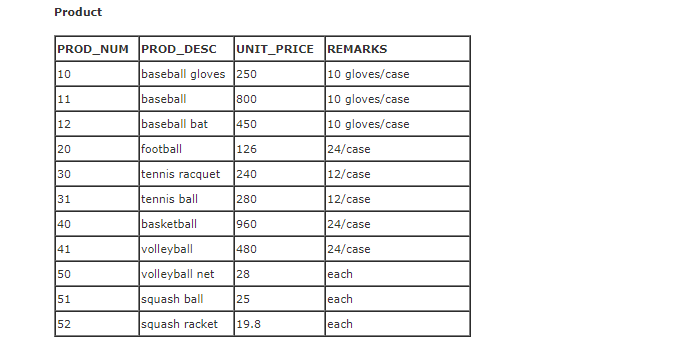 Product
PROD_NUM PROD_DESC UNIT_PRICE REMARKS
10 baseball gloves 250 10 gloves/case
11 baseball 800 10 gloves/case
12 baseball bat 450 10 gloves/case
20 football 126 24/case
30 tennis racquet 240 12/case
31 tennis ball 280 12/case
40 basketball 960 24/case
41 volleyball 480 24/case
50 volleyball net 28 each
51 squash ball 25 each
52 squash racket 19.8 each